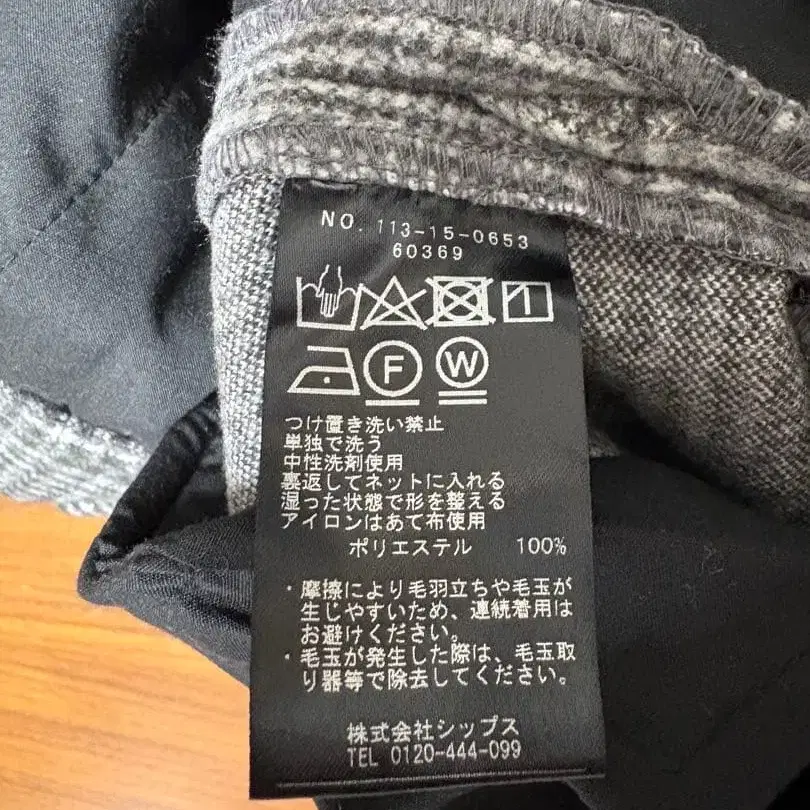 NO. 113-15-0653
60369
F W
つけ置き洗い禁止
単独で洗う
中性洗剤使用
裏返してネットに入れる
湿った状態で形を整える
アイロンはあて布使用
ポリエステル 100%
・摩擦により毛羽立ちや毛玉が
生じやすいため、連続着用は
お避けください。
・毛玉が発生した際は、毛玉取
り器等で除去してください。
株式会社シップス
TEL 0120-444-099